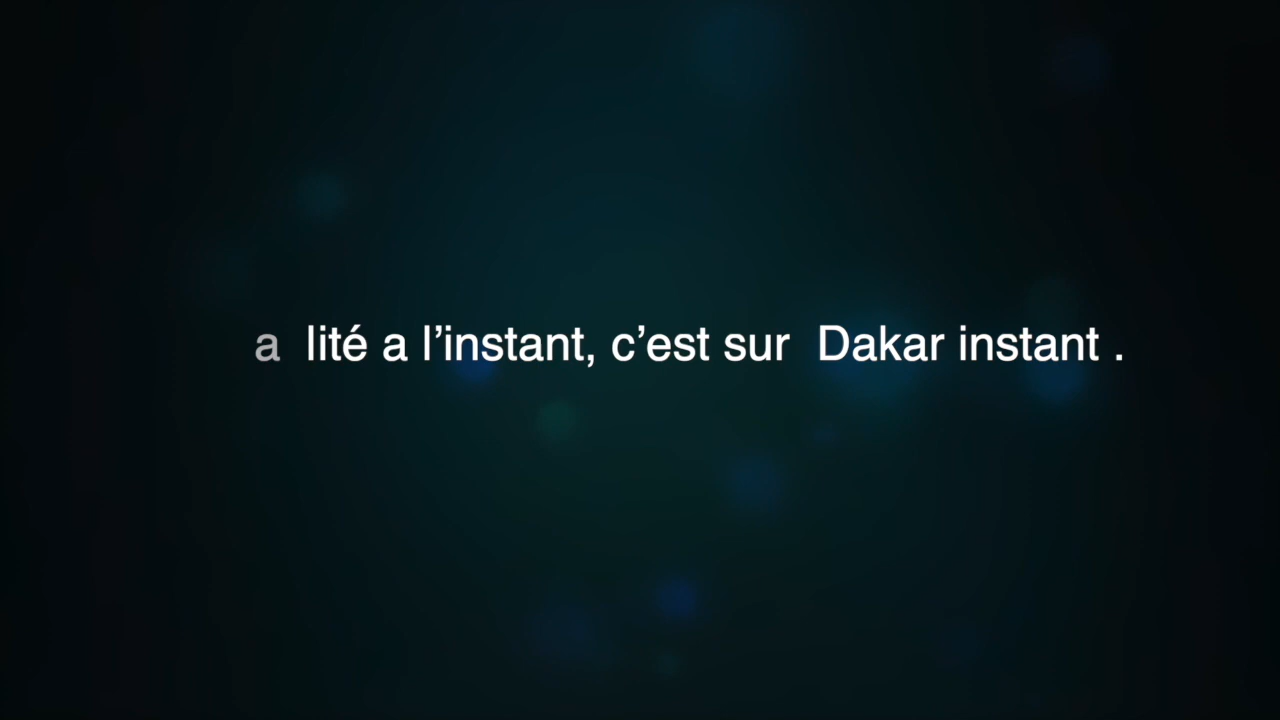 a lité a l’instant, c’est sur Dakar instant .